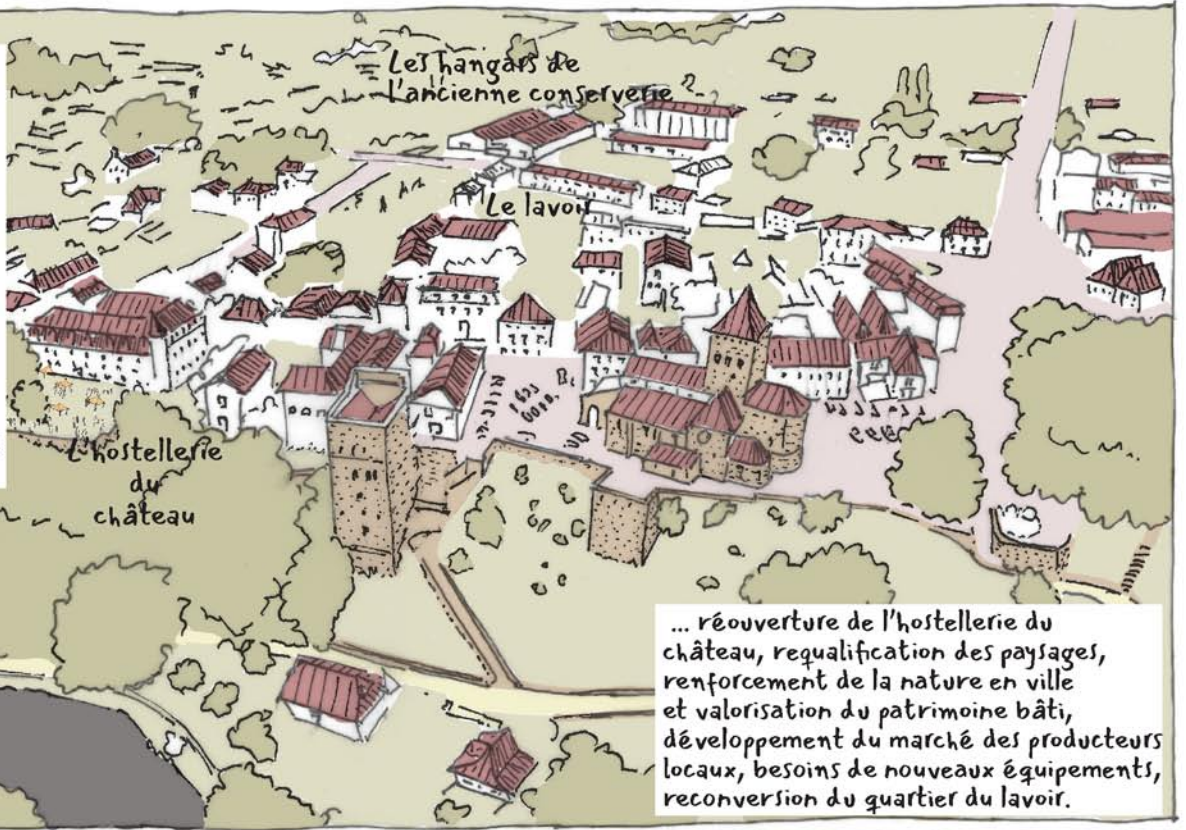 Les hangars de
l'ancienne conserverie
Le lavoir
L'hostellerie
du
château
... réouverture de l'hostellerie du
château, requalification des paysages,
renforcement de la nature en ville
et valorisation du patrimoine bâti,
développement du marché des producteurs
locaux, besoins de nouveaux équipements,
reconversion du quartier du lavoir.